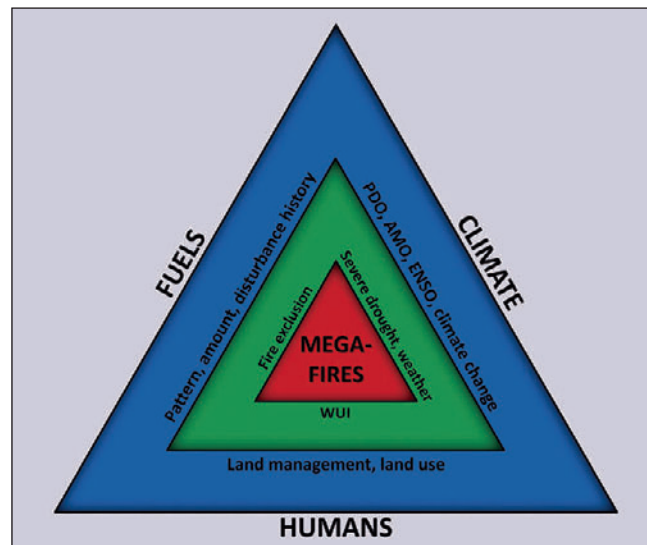 FUELS
CLIMATE
Pattern, amount, disturbance history
PDO, AMO, ENSO, climate change
Fire exclusion
Severe drought, weather
MEGA-
FIRES
WUI
Land management, land use
HUMANS